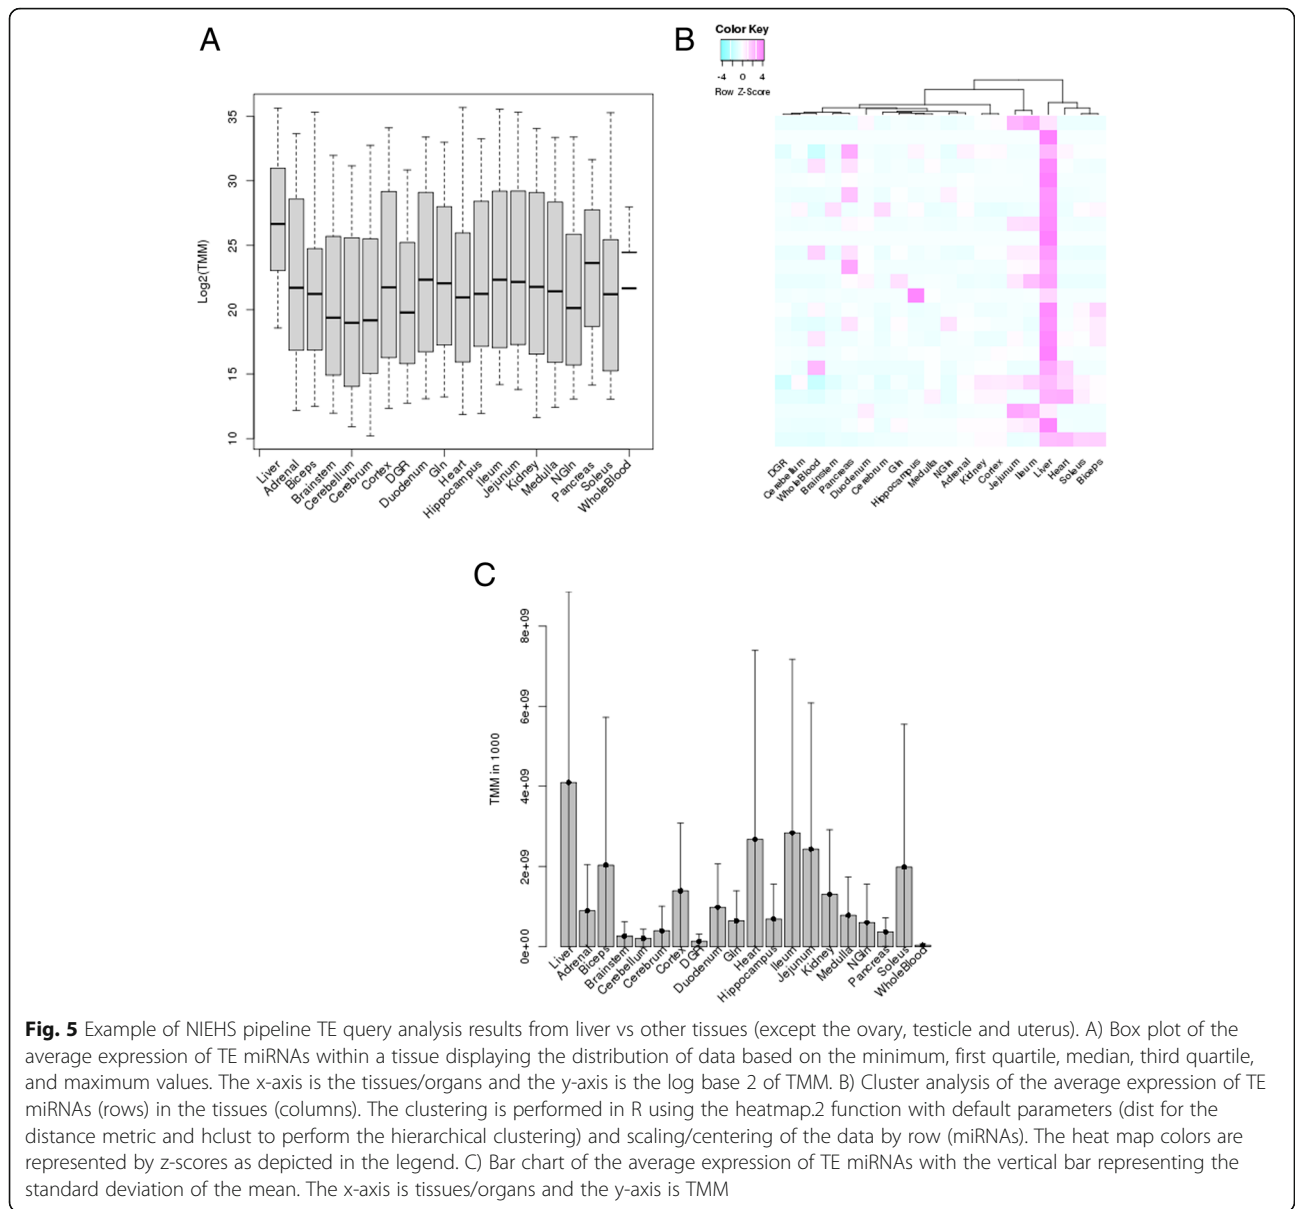 A
B
Color Key
-4 0 4
Row Z-Score
Log2(TMM)
35
30
25
20
15
10
Liver
Adrenal
Biceps
Brainstem
Cerebellum
Cerebrum
Cortex
DGR
Duodenum
Gln
Heart
Hippocampus
Ileum
Jejunum
Kidney
Medulla
NGln
Pancreas
Soleus
WholeBlood
DGR
Cerebellum
WholeBlood
Brainstem
Pancreas
Duodenum
Cerebrum
Gln
Hippocampus
Medulla
NGln
Adrenal
Kidney
Cortex
Jejunum
Ileum
Liver
Heart
Soleus
Biceps
C
TMM in 1000
8e+09
6e+09
4e+09
2e+09
0e+00
Liver
Adrenal
Biceps
Brainstem
Cerebellum
Cerebrum
Cortex
DGR
Duodenum
Gln
Heart
Hippocampus
Ileum
Jejunum
Kidney
Medulla
NGln
Pancreas
Soleus
WholeBlood
Fig. 5 Example of NIEHS pipeline TE query analysis results from liver vs other tissues (except the ovary, testicle and uterus). A) Box plot of the
average expression of TE miRNAs within a tissue displaying the distribution of data based on the minimum, first quartile, median, third quartile,
and maximum values. The x-axis is the tissues/organs and the y-axis is the log base 2 of TMM. B) Cluster analysis of the average expression of TE
miRNAs (rows) in the tissues (columns). The clustering is performed in R using the heatmap.2 function with default parameters (dist for the
distance metric and hclust to perform the hierarchical clustering) and scaling/centering of the data by row (miRNAs). The heat map colors are
represented by z-scores as depicted in the legend. C) Bar chart of the average expression of TE miRNAs with the vertical bar representing the
standard deviation of the mean. The x-axis is tissues/organs and the y-axis is TMM